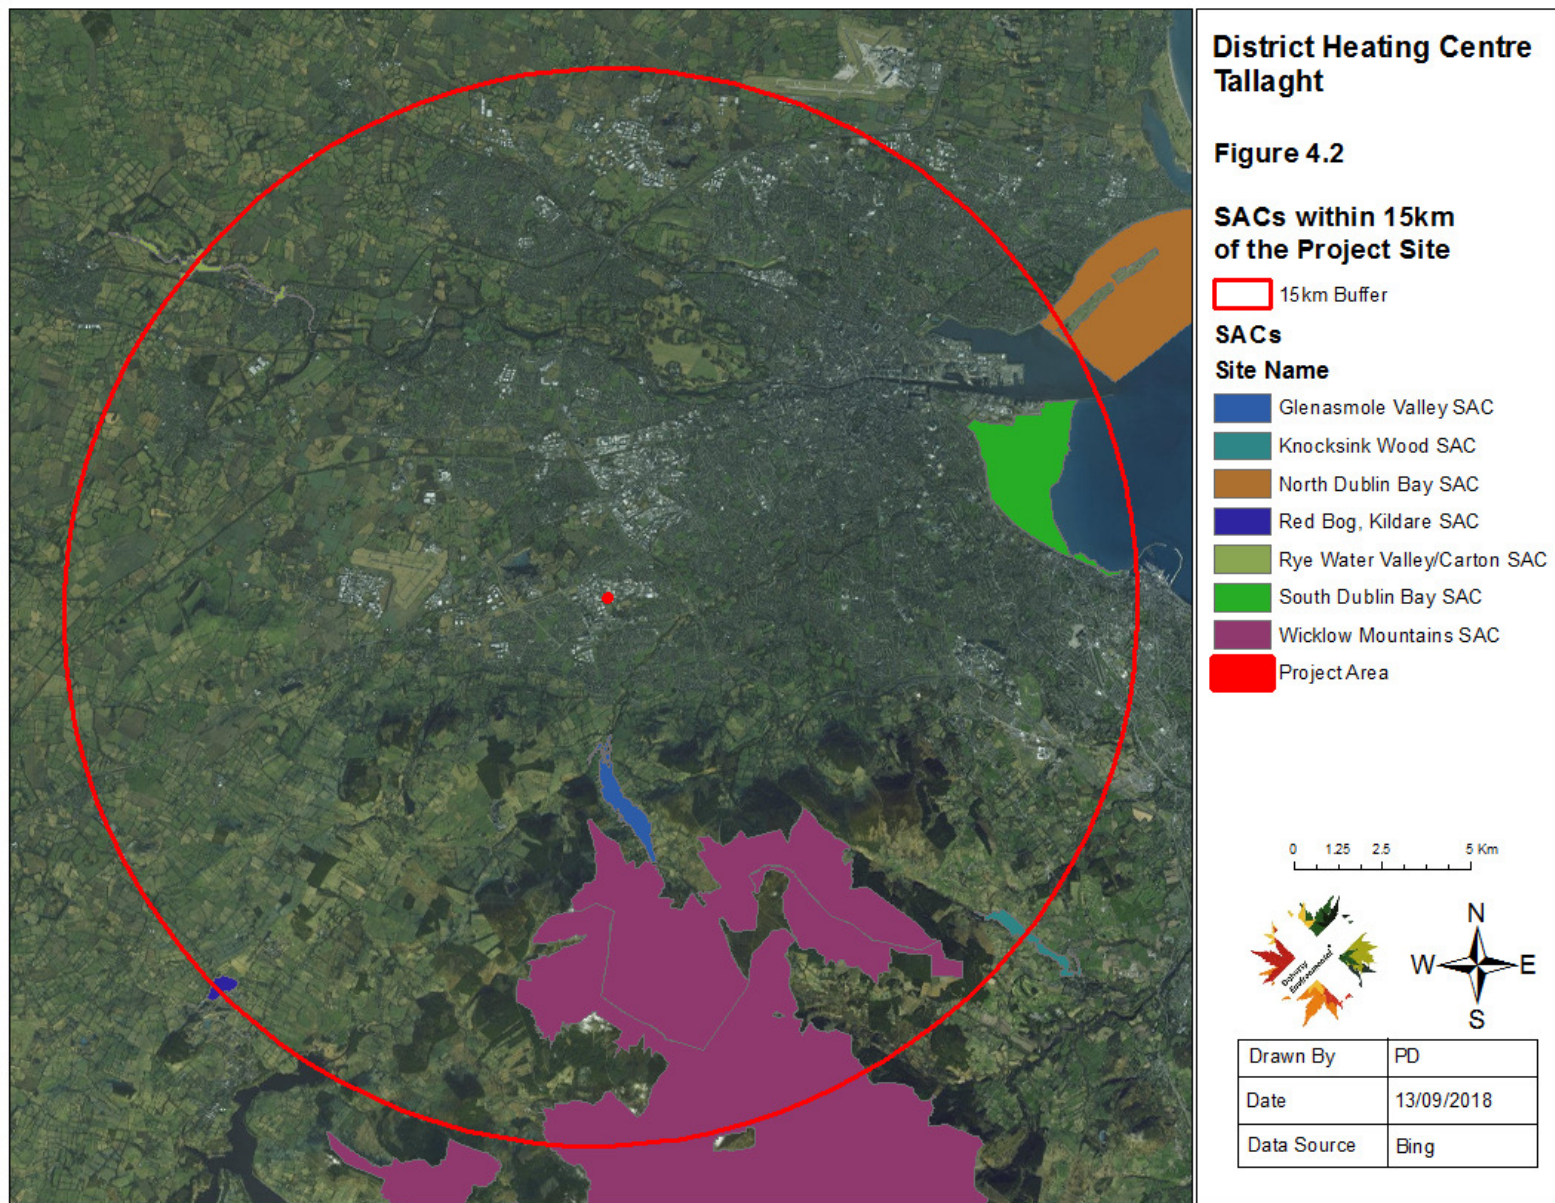 District Heating Centre
Tallaght
Figure 4.2
SACs within 15km
of the Project Site
15km Buffer
SACs
Site Name
Glenasmole Valley SAC
Knocksink Wood SAC
North Dublin Bay SAC
Red Bog, Kildare SAC
Rye Water Valley/Carton SAC
South Dublin Bay SAC
Wicklow Mountains SAC
Project Area
0 1.25 2.5 5 Km
Doherty
Environmental
N
W E
S
Drawn By PD
Date 13/09/2018
Data Source Bing